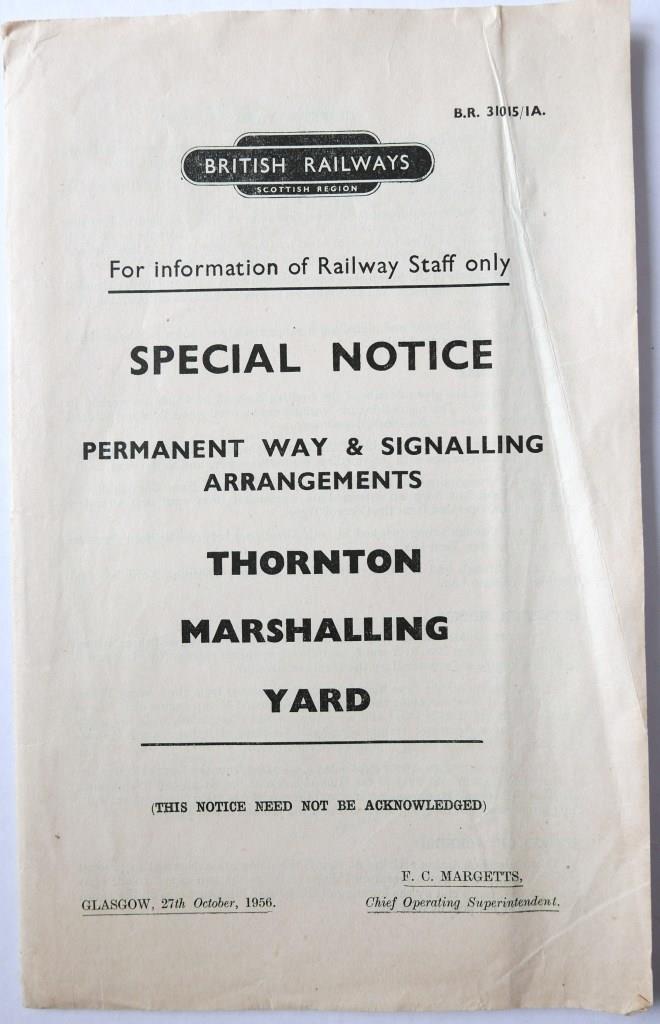 B.R. 31015/1A.
BRITISH RAILWAYS
SCOTTISH REGION
For information of Railway Staff only
SPECIAL NOTICE
PERMANENT WAY & SIGNALLING
ARRANGEMENTS
THORNTON
MARSHALLING
YARD
(THIS NOTICE NEED NOT BE ACKNOWLEDGED)
F. C. MARGETTS,
GLASGOW, 27th October, 1956. Chief Operating Superintendent.